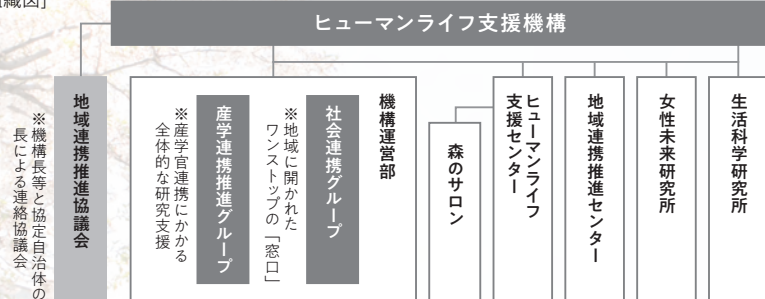 織図］
ヒューマンライフ支援機構
生活科学研究所
女性未来研究所
地域連携推進センター
ヒューマンライフ
支援センター
森のサロン
機構運営部
社会連携グループ
※地域に開かれた
ワンストップの「窓口」
産学連携推進グループ
※産学官連携にかかる
全体的な研究支援
地域連携推進協議会
※機構長等と協定自治体の
長による連絡協議会